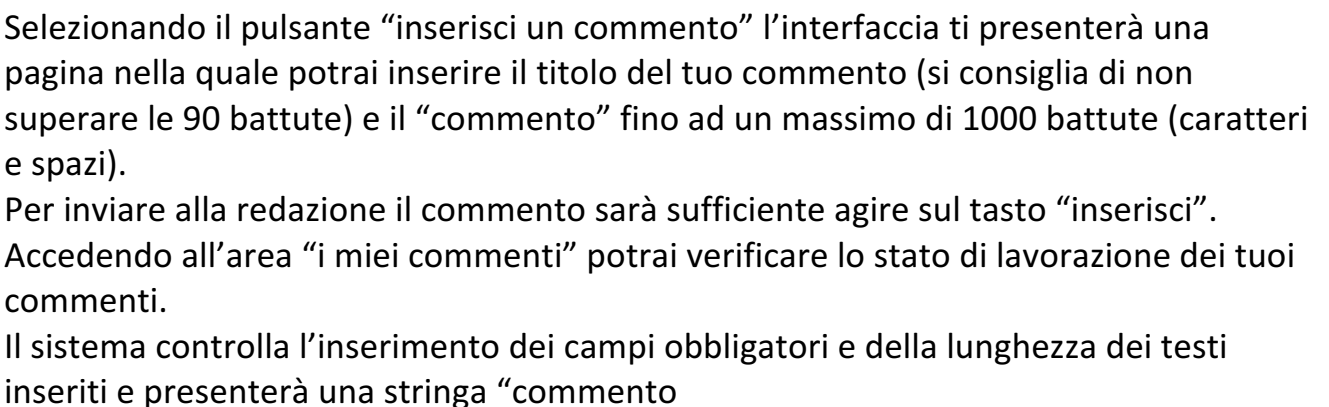 Selezionando il pulsante “inserisci un commento” l’interfaccia ti presenterà una
pagina nella quale potrai inserire il titolo del tuo commento (si consiglia di non
superare le 90 battute) e il “commento” fino ad un massimo di 1000 battute (caratteri
e spazi).
Per inviare alla redazione il commento sarà sufficiente agire sul tasto “inserisci”.
Accedendo all’area “i miei commenti” potrai verificare lo stato di lavorazione dei tuoi
commenti.
Il sistema controlla l’inserimento dei campi obbligatori e della lunghezza dei testi
inseriti e presenterà una stringa “commento